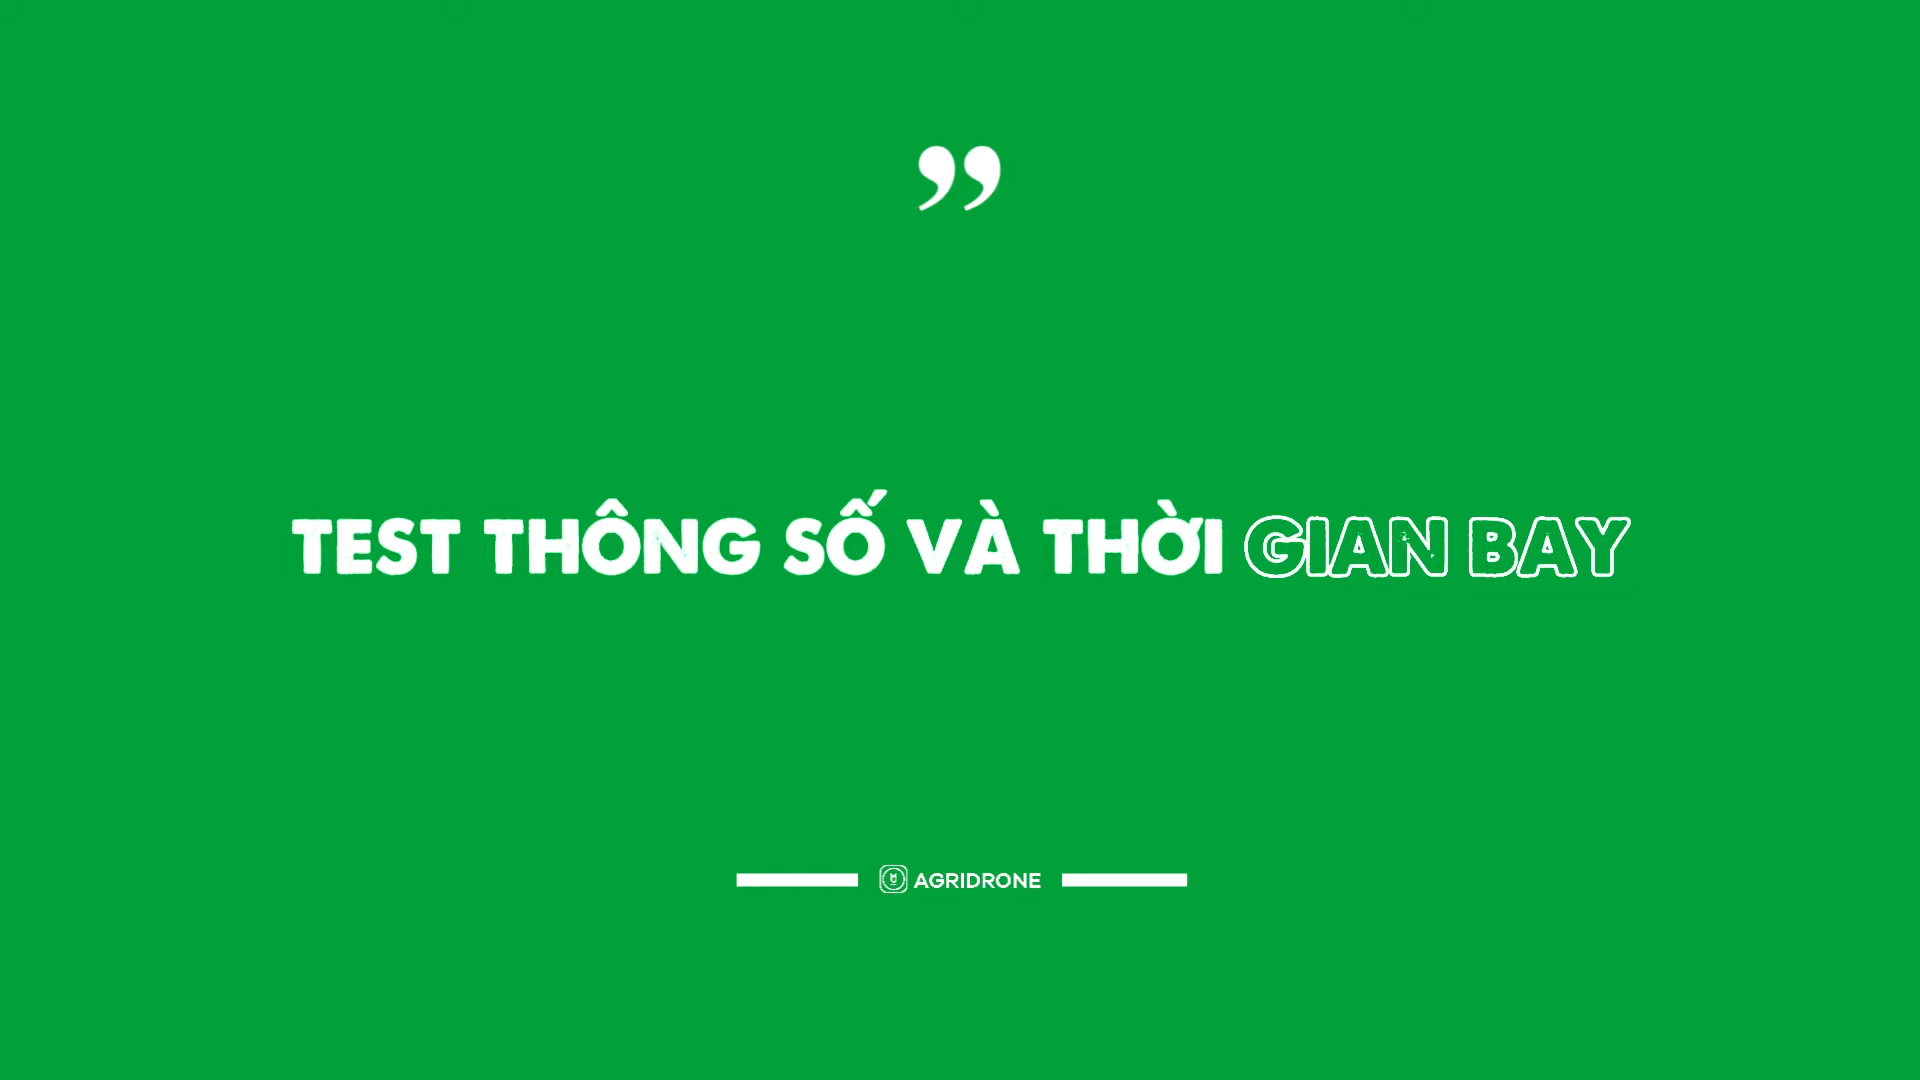 ”
TEST THÔNG SỐ VÀ THỜI GIAN BAY
AGRIDRONE